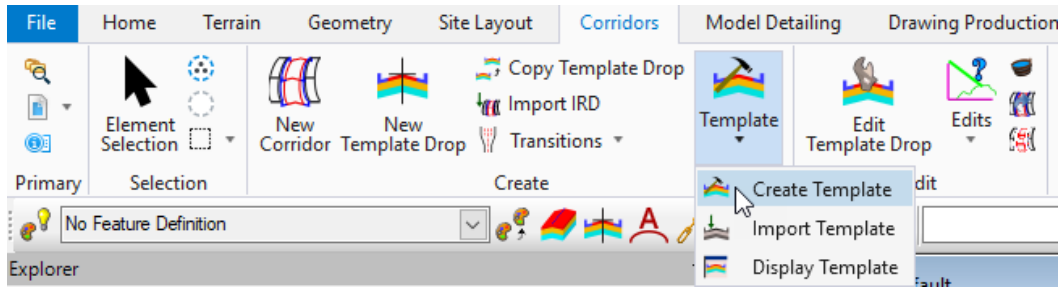 File Home Terrain Geometry Site Layout Corridors Model Detailing Drawing Production
Element Selection
New Corridor
New Template Drop
Copy Template Drop
Import IRD
Transitions
Template
Edit Template Drop
Edits
Primary Selection Create
Create Template
Import Template
Display Template
No Feature Definition
Explorer